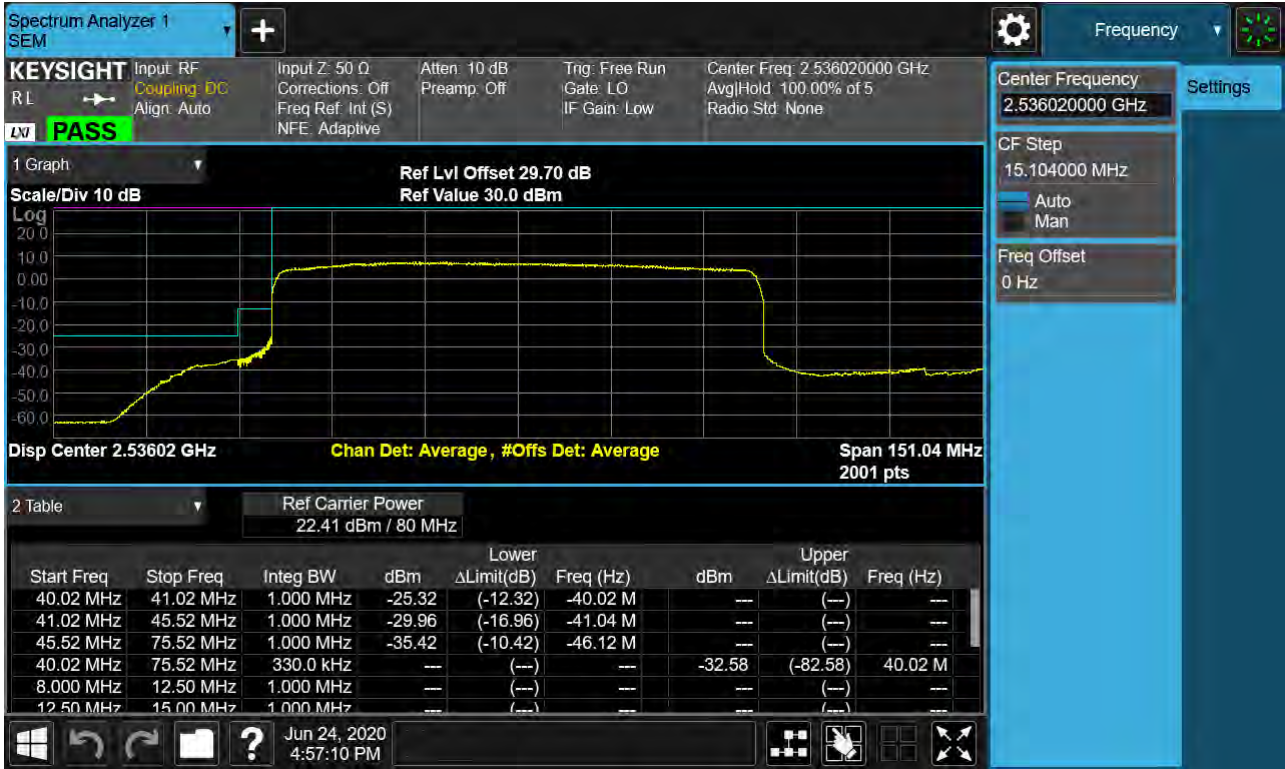 Spectrum Analyzer 1
SEM
Frequency
KEYSIGHT
Input: RF
Input Z: 50 Ω
Atten: 10 dB
Trig: Free Run
Center Freq: 2.536020000 GHz
RL
Coupling: DC
Corrections: Off
Preamp: Off
Gate: LO
Avg|Hold: 100.00% of 5
Align: Auto
Freq Ref: Int (S)
IF Gain: Low
Radio Std: None
LXI
PASS
NFE: Adaptive
Center Frequency
2.536020000 GHz
Settings
CF Step
15.104000 MHz
Auto
Man
Freq Offset
0 Hz
1 Graph
Ref Lvl Offset 29.70 dB
Scale/Div 10 dB
Ref Value 30.0 dBm
Log
20.0
10.0
0.00
-10.0
-20.0
-30.0
-40.0
-50.0
-60.0
Disp Center 2.53602 GHz
Chan Det: Average , #Offs Det: Average
Span 151.04 MHz
2001 pts
2 Table
Ref Carrier Power
22.41 dBm / 80 MHz
Lower Upper
Start Freq Stop Freq Integ BW dBm ΔLimit(dB) Freq (Hz) dBm ΔLimit(dB) Freq (Hz)
40.02 MHz 41.02 MHz 1.000 MHz -25.32 (-12.32) -40.02 M --- (---) ---
41.02 MHz 45.52 MHz 1.000 MHz -29.96 (-16.96) -41.04 M --- (---) ---
45.52 MHz 75.52 MHz 1.000 MHz -35.42 (-10.42) -46.12 M --- (---) ---
40.02 MHz 75.52 MHz 330.0 kHz --- (---) --- -32.58 (-82.58) 40.02 M
8.000 MHz 12.50 MHz 1.000 MHz --- (---) --- --- (---) ---
12.50 MHz 15.00 MHz 1.000 MHz --- (---) --- --- (---) ---
Jun 24, 2020
4:57:10 PM